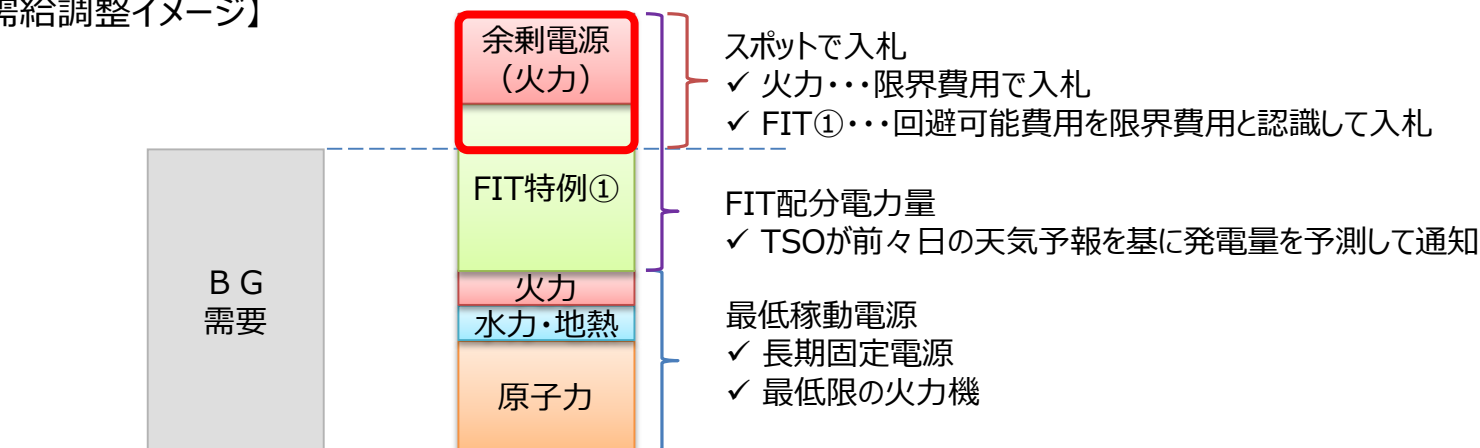 需給調整イメージ】
余剰電源
(火力)
スポットで入札
✓ 火力・・・限界費用で入札
✓ FIT①・・・回避可能費用を限界費用と認識して入札
FIT特例①
FIT配分電力量
✓ TSOが前々日の天気予報を基に発電量を予測して通知
BG
需要
火力
水力・地熱
原子力
最低稼動電源
✓ 長期固定電源
✓ 最低限の火力機